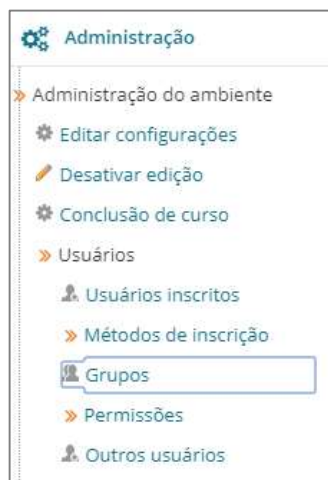 Administração
Administração do ambiente
Editar configurações
Desativar edição
Conclusão de curso
Usuários
Usuários inscritos
Métodos de inscrição
Grupos
Permissões
Outros usuários